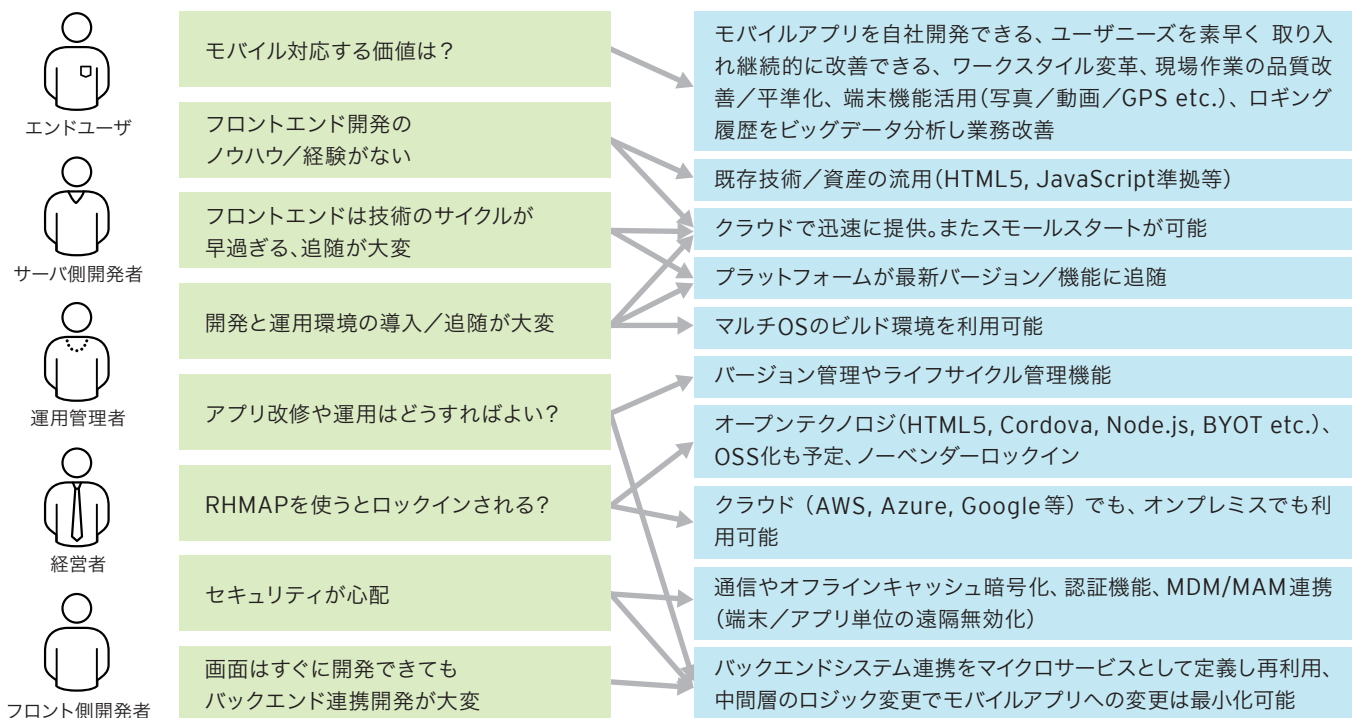 エンドユーザ
サーバ側開発者
運用管理者
経営者
フロント側開発者
モバイル対応する価値は？
フロントエンド開発の
ノウハウ／経験がない
フロントエンドは技術のサイクルが
早過ぎる、追随が大変
開発と運用環境の導入／追随が大変
アプリ改修や運用はどうすればよい？
RHMAPを使うとロックインされる？
セキュリティが心配
画面はすぐに開発できても
バックエンド連携開発が大変
モバイルアプリを自社開発できる、ユーザニーズを素早く 取り入
れ継続的に改善できる、 ワークスタイル変革、現場作業の品質改
善／平準化、端末機能活用（写真／動画／GPS etc.）、ロギング
履歴をビッグデータ分析し業務改善
既存技術／資産の流用（HTML5, JavaScript準拠等）
クラウドで迅速に提供。またスモールスタートが可能
プラットフォームが最新バージョン／機能に追随
マルチOSのビルド環境を利用可能
バージョン管理やライフサイクル管理機能
オープンテクノロジ（HTML5, Cordova, Node.js, BYOT etc.）、
OSS化も予定、ノーベンダーロックイン
クラウド（AWS, Azure, Google等）でも、オンプレミスでも利
用可能
通信やオフラインキャッシュ暗号化、認証機能、MDM/MAM連携
（端末／アプリ単位の遠隔無効化）
バックエンドシステム連携をマイクロサービスとして定義し再利用、
中間層のロジック変更でモバイルアプリへの変更は最小化可能